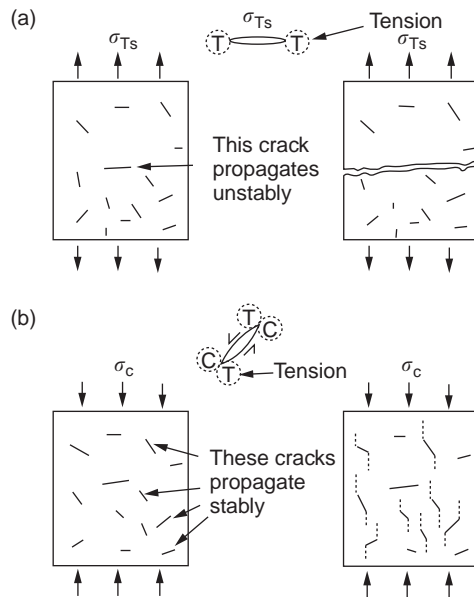 (a)
σTs
σTs
T
T
Tension
σTs
This crack
propagates
unstably
(b)
σc
T
C
C
T
Tension
σc
These cracks
propagate
stably